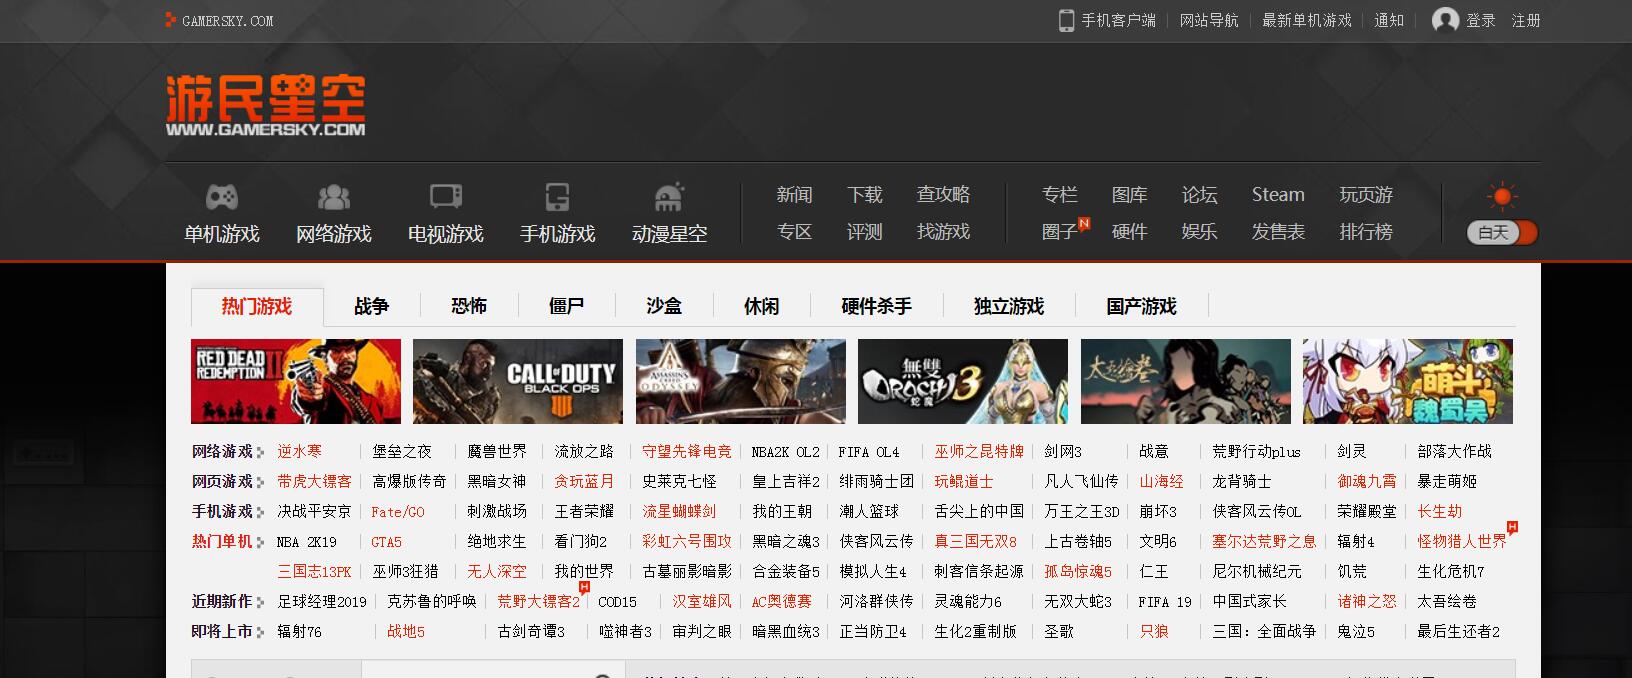 GAMERSKY.COM 手机客户端 网站导航 最新单机游戏 通知 登录 注册
游民星空
WWW.GAMERSKY.COM
单机游戏 网络游戏 电视游戏 手机游戏 动漫星空
新闻 下载 查攻略 专栏 图库 论坛 Steam 玩页游
专区 评测 找游戏 圈子 N 硬件 娱乐 发售表 排行榜
白天
热门游戏 战争 恐怖 僵尸 沙盒 休闲 硬件杀手 独立游戏 国产游戏
RED DEAD REDEMPTION II
CALL OF DUTY BLACK OPS IIII
ASSASSIN'S CREED ODYSSEY
無雙 OROCHI 蛇魔 3
太吾绘卷
萌斗魏蜀吴
网络游戏 逆水寒 堡垒之夜 魔兽世界 流放之路 守望先锋电竞 NBA2K OL2 FIFA OL4 巫师之昆特牌 剑网3 战意 荒野行动plus 剑灵 部落大作战
网页游戏 带虎大镖客 高爆版传奇 黑暗女神 贪玩蓝月 史莱克七怪 皇上吉祥2 绯雨骑士团 玩鲲道士 凡人飞仙传 山海经 龙背骑士 御魂九霄 暴走萌姬
手机游戏 决战平安京 Fate/GO 刺激战场 王者荣耀 流星蝴蝶剑 我的王朝 潮人篮球 舌尖上的中国 万王之王3D 崩坏3 侠客风云传OL 荣耀殿堂 长生劫
热门单机 NBA 2K19 GTA5 绝地求生 看门狗2 彩虹六号围攻 黑暗之魂3 侠客风云传 真三国无双8 上古卷轴5 文明6 塞尔达荒野之息 辐射4 怪物猎人世界 H
三国志13PK 巫师3狂猎 无人深空 我的世界 古墓丽影暗影 合金装备5 模拟人生4 刺客信条起源 孤岛惊魂5 仁王 尼尔机械纪元 饥荒 生化危机7
近期新作 足球经理2019 克苏鲁的呼唤 荒野大镖客2 H COD15 汉室雄风 AC奥德赛 河洛群侠传 灵魂能力6 无双大蛇3 FIFA 19 中国式家长 诸神之怒 太吾绘卷
即将上市 辐射76 战地5 古剑奇谭3 噬神者3 审判之眼 暗黑血统3 正当防卫4 生化2重制版 圣歌 只狼 三国：全面战争 鬼泣5 最后生还者2